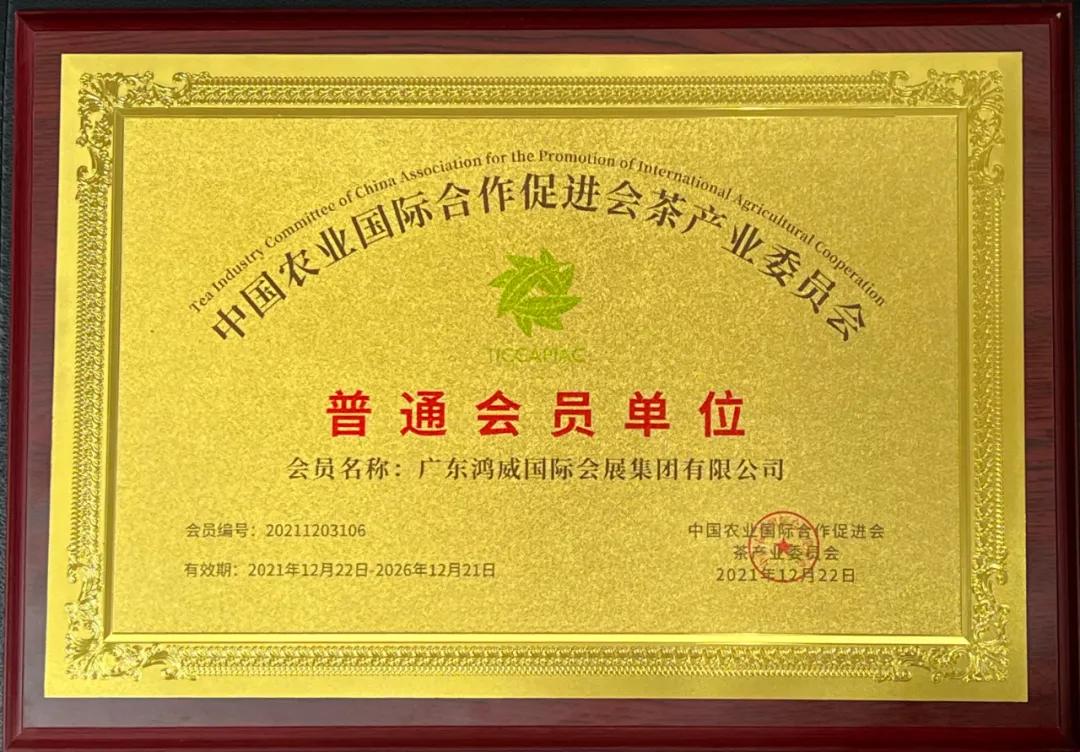 Tea Industry Committee of China Association for the Promotion of International Agricultural Cooperation
中国农业国际合作促进会茶产业委员会
TICCAPIAC
普通会员单位
会员名称：广东鸿威国际会展集团有限公司
会员编号：20211203106
有效期：2021年12月22日-2026年12月21日
中国农业国际合作促进会
茶产业委员会
2021年12月22日